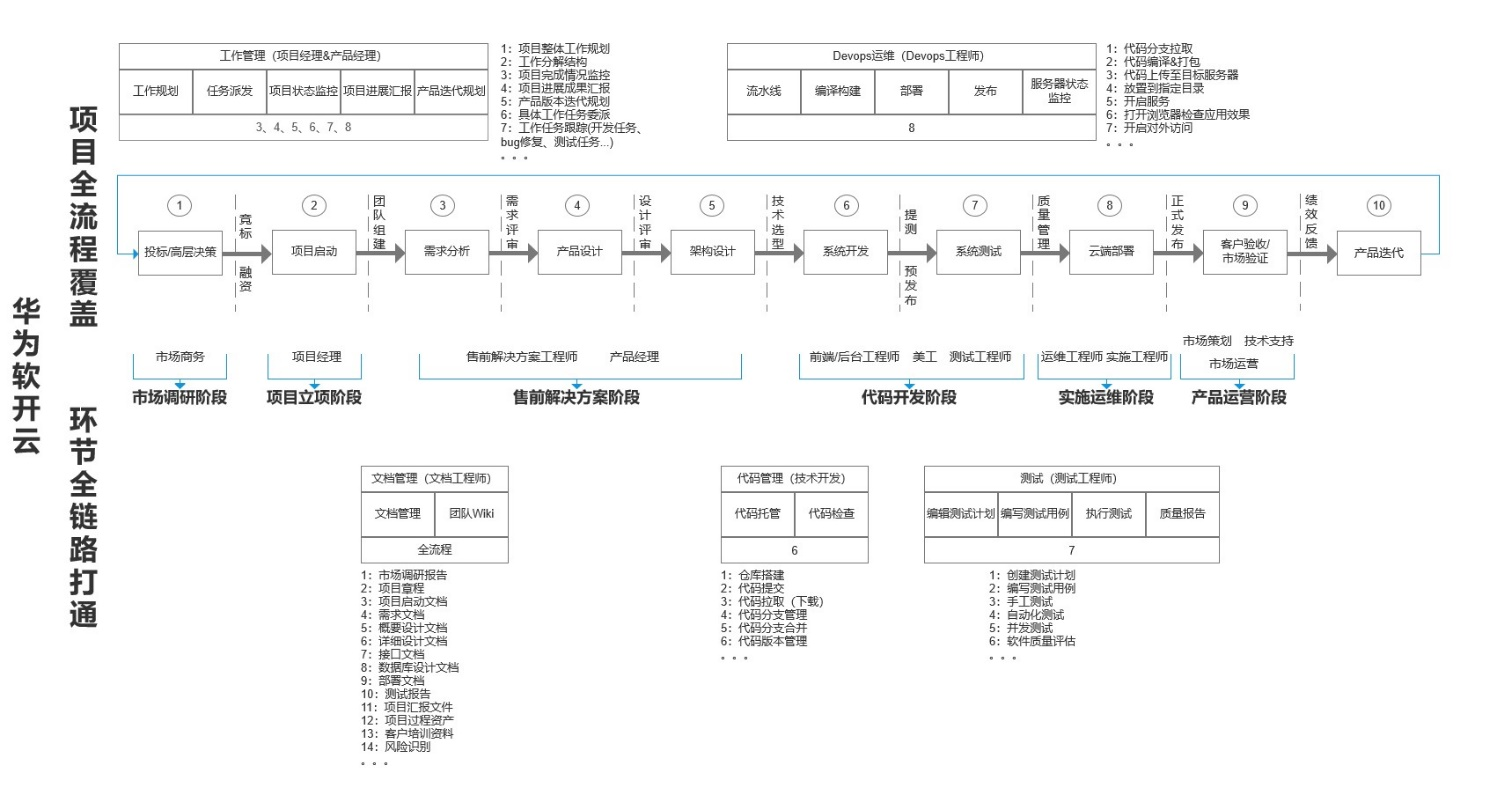 华为软开云
项目全流程覆盖
环节全链路打通
工作管理（项目经理&产品经理）
工作规划
任务派发
项目状态监控
项目进展汇报
产品迭代规划
3、4、5、6、7、8
1：项目整体工作规划
2：工作分解结构
3：项目完成情况监控
4：项目进展成果汇报
5：产品版本迭代规划
6：具体工作任务委派
7：工作任务跟踪(开发任务、
bug修复、测试任务...)
。。。
Devops运维（Devops工程师）
流水线
编译构建
部署
发布
服务器状态
监控
8
1：代码分支拉取
2：代码编译&打包
3：代码上传至目标服务器
4：放置到指定目录
5：开启服务
6：打开浏览器检查应用效果
7：开启对外访问
。。。
1
投标/高层决策
竞标
融资
2
项目启动
团队组建
3
需求分析
需求评审
4
产品设计
设计评审
5
架构设计
技术选型
6
系统开发
提测
预发布
7
系统测试
质量管理
8
云端部署
正式发布
9
客户验收/
市场验证
绩效反馈
10
产品迭代
市场商务
市场调研阶段
项目经理
项目立项阶段
售前解决方案工程师 产品经理
售前解决方案阶段
前端/后台工程师 美工 测试工程师
代码开发阶段
运维工程师 实施工程师
实施运维阶段
市场策划 技术支持
市场运营
产品运营阶段
文档管理（文档工程师）
文档管理
团队Wiki
全流程
1：市场调研报告
2：项目章程
3：项目启动文档
4：需求文档
5：概要设计文档
6：详细设计文档
7：接口文档
8：数据库设计文档
9：部署文档
10：测试报告
11：项目汇报文件
12：项目过程资产
13：客户培训资料
14：风险识别
。。。
代码管理（技术开发）
代码托管
代码检查
6
1：仓库搭建
2：代码提交
3：代码拉取（下载）
4：代码分支管理
5：代码分支合并
6：代码版本管理
。。。
测试（测试工程师）
编辑测试计划
编写测试用例
执行测试
质量报告
7
1：创建测试计划
2：编写测试用例
3：手工测试
4：自动化测试
5：并发测试
6：软件质量评估
。。。